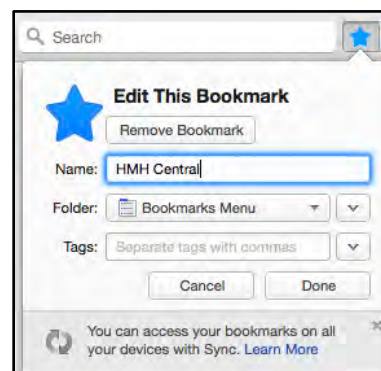 Search
Edit This Bookmark
Remove Bookmark
Name: HMH Central
Folder: Bookmarks Menu
Tags: Separate tags with commas
Cancel Done
You can access your bookmarks on all
your devices with Sync. Learn More